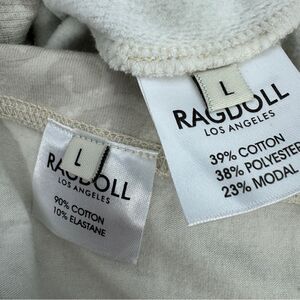 L
RAGDOLL
LOS ANGELES
39% COTTON
38% POLYESTER
23% MODAL
L
RAGDOLL
LOS ANGELES
90% COTTON
10% ELASTANE